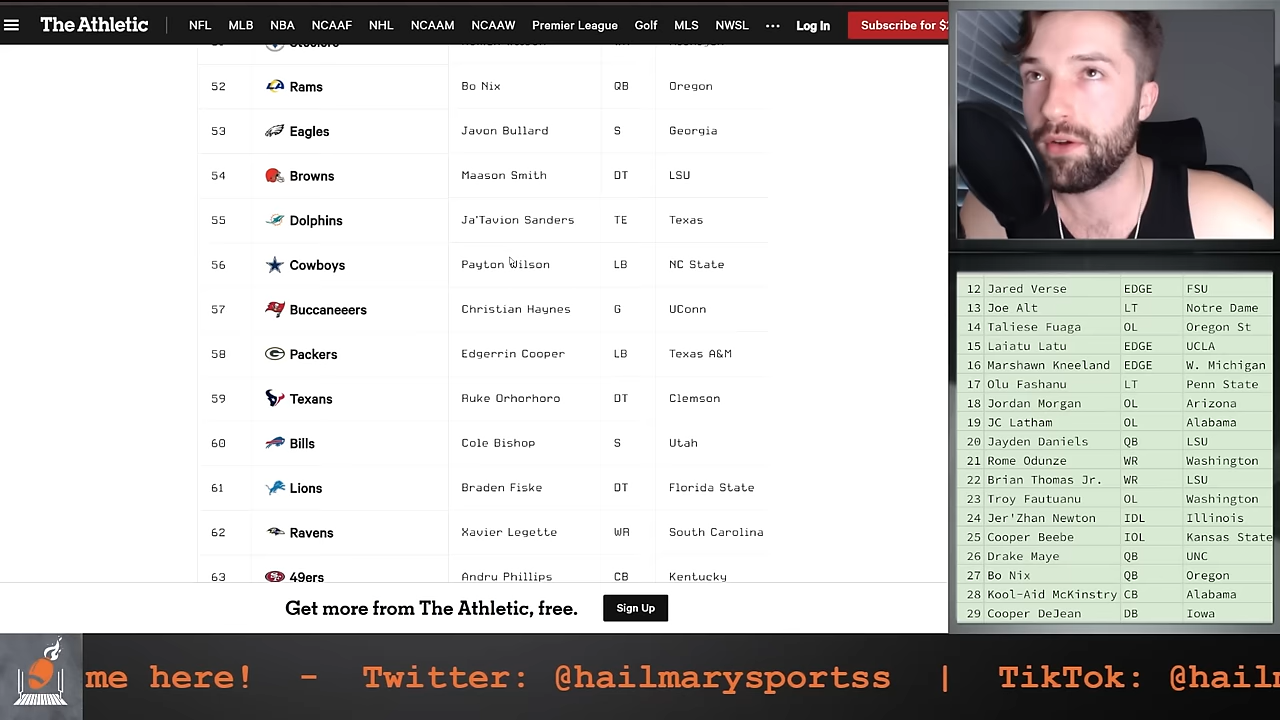 The Athletic NFL MLB NBA NCAAF NHL NCAAM NCAAW Premier League Golf MLS NWSL ••• Log In Subscribe for $2
Steelers
52 Rams Bo Nix QB Oregon
53 Eagles Javon Bullard S Georgia
54 Browns Maason Smith DT LSU
55 Dolphins Ja'Tavion Sanders TE Texas
56 Cowboys Payton Wilson LB NC State
57 Buccaneeers Christian Haynes G UConn
58 Packers Edgerrin Cooper LB Texas A&M
59 Texans Ruke Orhorhoro DT Clemson
60 Bills Cole Bishop S Utah
61 Lions Braden Fiske DT Florida State
62 Ravens Xavier Legette WR South Carolina
63 49ers Andru Phillips CB Kentucky
Get more from The Athletic, free. Sign Up
12 Jared Verse EDGE FSU
13 Joe Alt LT Notre Dame
14 Taliese Fuaga OL Oregon St
15 Laiatu Latu EDGE UCLA
16 Marshawn Kneeland EDGE W. Michigan
17 Olu Fashanu LT Penn State
18 Jordan Morgan OL Arizona
19 JC Latham OL Alabama
20 Jayden Daniels QB LSU
21 Rome Odunze WR Washington
22 Brian Thomas Jr. WR LSU
23 Troy Fautuanu OL Washington
24 Jer'Zhan Newton IDL Illinois
25 Cooper Beebe IOL Kansas State
26 Drake Maye QB UNC
27 Bo Nix QB Oregon
28 Kool-Aid McKinstry CB Alabama
29 Cooper DeJean DB Iowa
me here! - Twitter: @hailmarysportss | TikTok: @hail